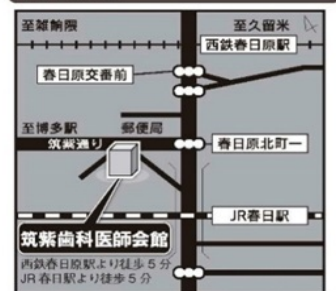 至雑餉隈
至久留米
西鉄春日原駅
春日原交番前
至博多駅
郵便局
筑紫通り
春日原北町一
JR春日駅
筑紫歯科医師会館
西鉄春日原駅より徒歩5分
JR春日駅より徒歩5分